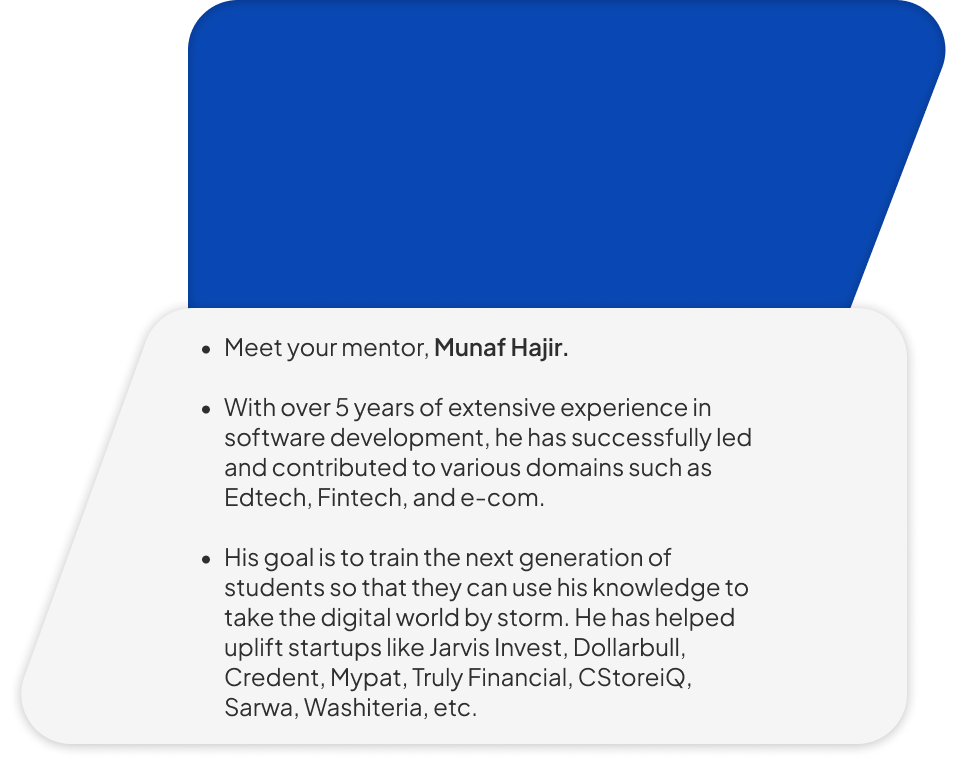 • Meet your mentor, Munaf Hajir.
• With over 5 years of extensive experience in
software development, he has successfully led
and contributed to various domains such as
Edtech, Fintech, and e-com.
• His goal is to train the next generation of
students so that they can use his knowledge to
take the digital world by storm. He has helped
uplift startups like Jarvis Invest, Dollarbull,
Credent, Mypat, Truly Financial, CStoreiQ,
Sarwa, Washiteria, etc.